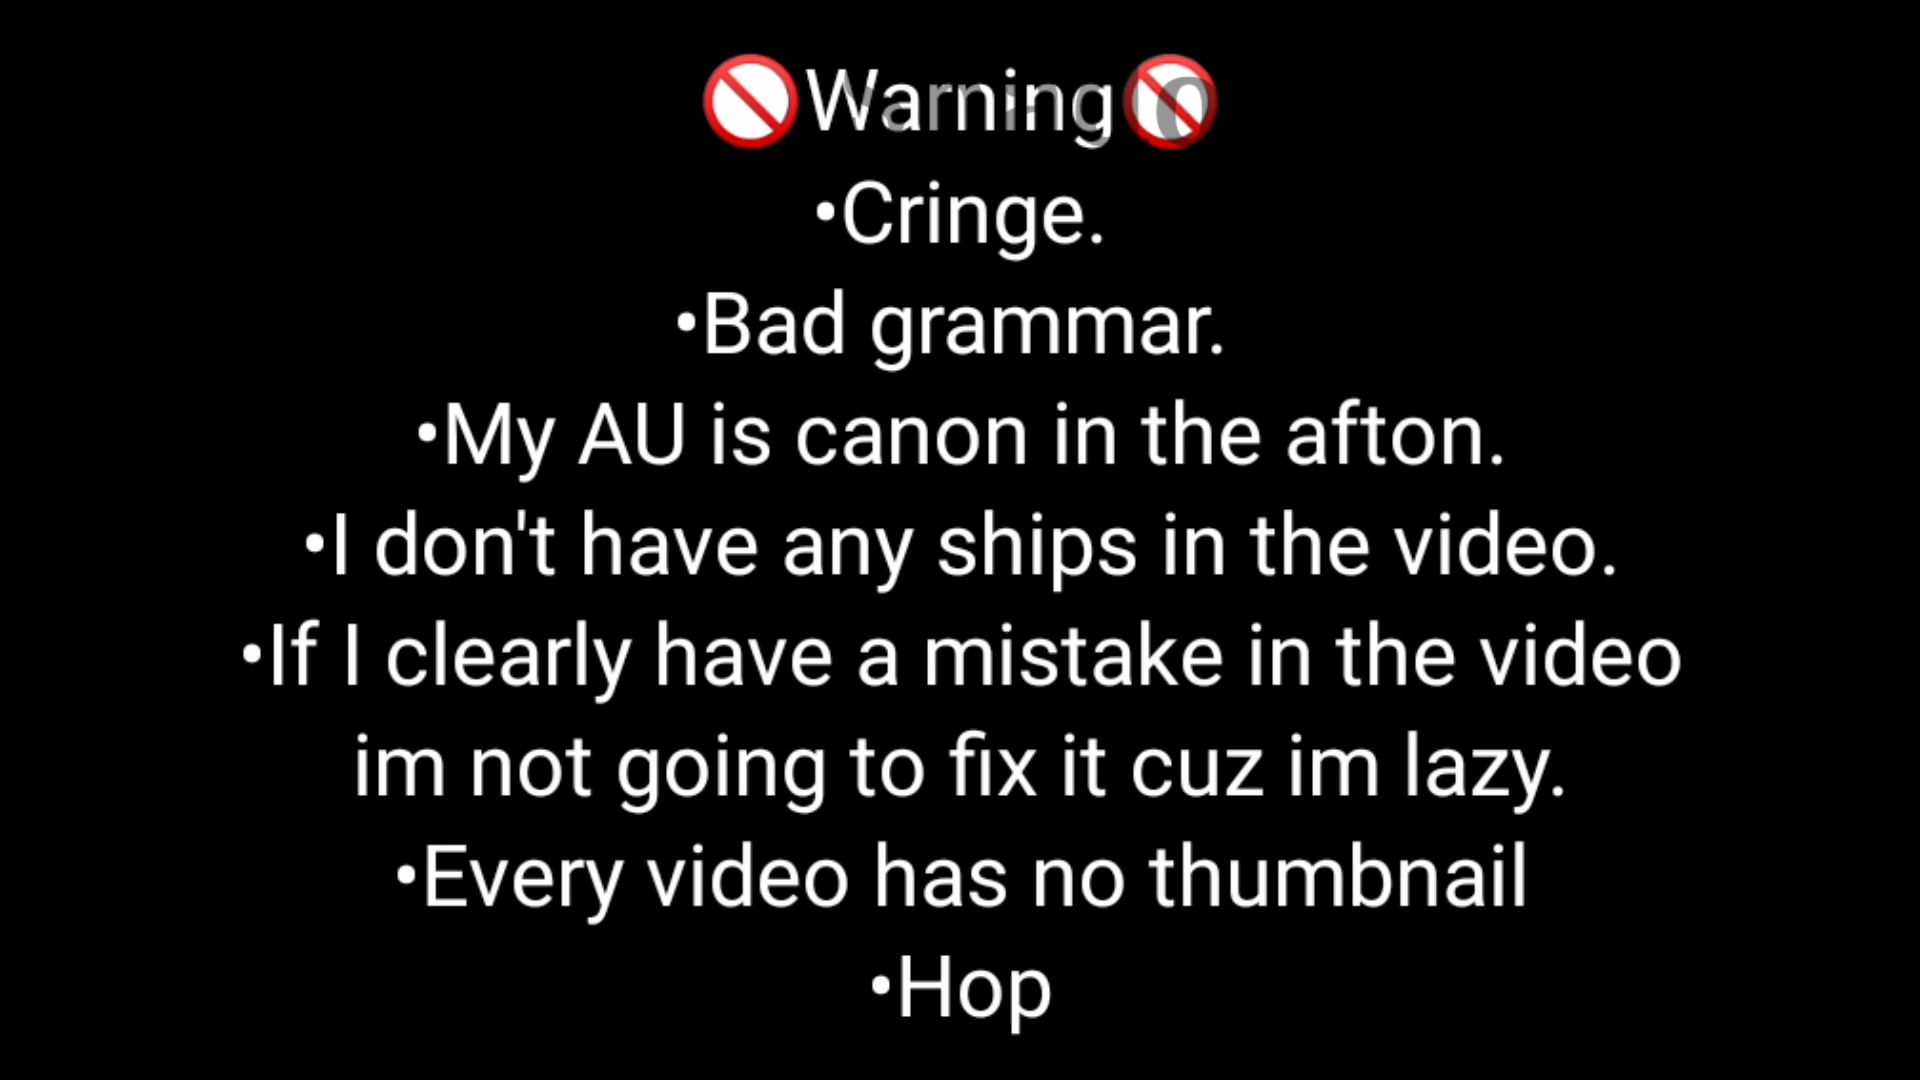 🚫Warning🚫
•Cringe.
•Bad grammar.
•My AU is canon in the afton.
•I don't have any ships in the video.
•If I clearly have a mistake in the video
im not going to fix it cuz im lazy.
•Every video has no thumbnail
•Hop